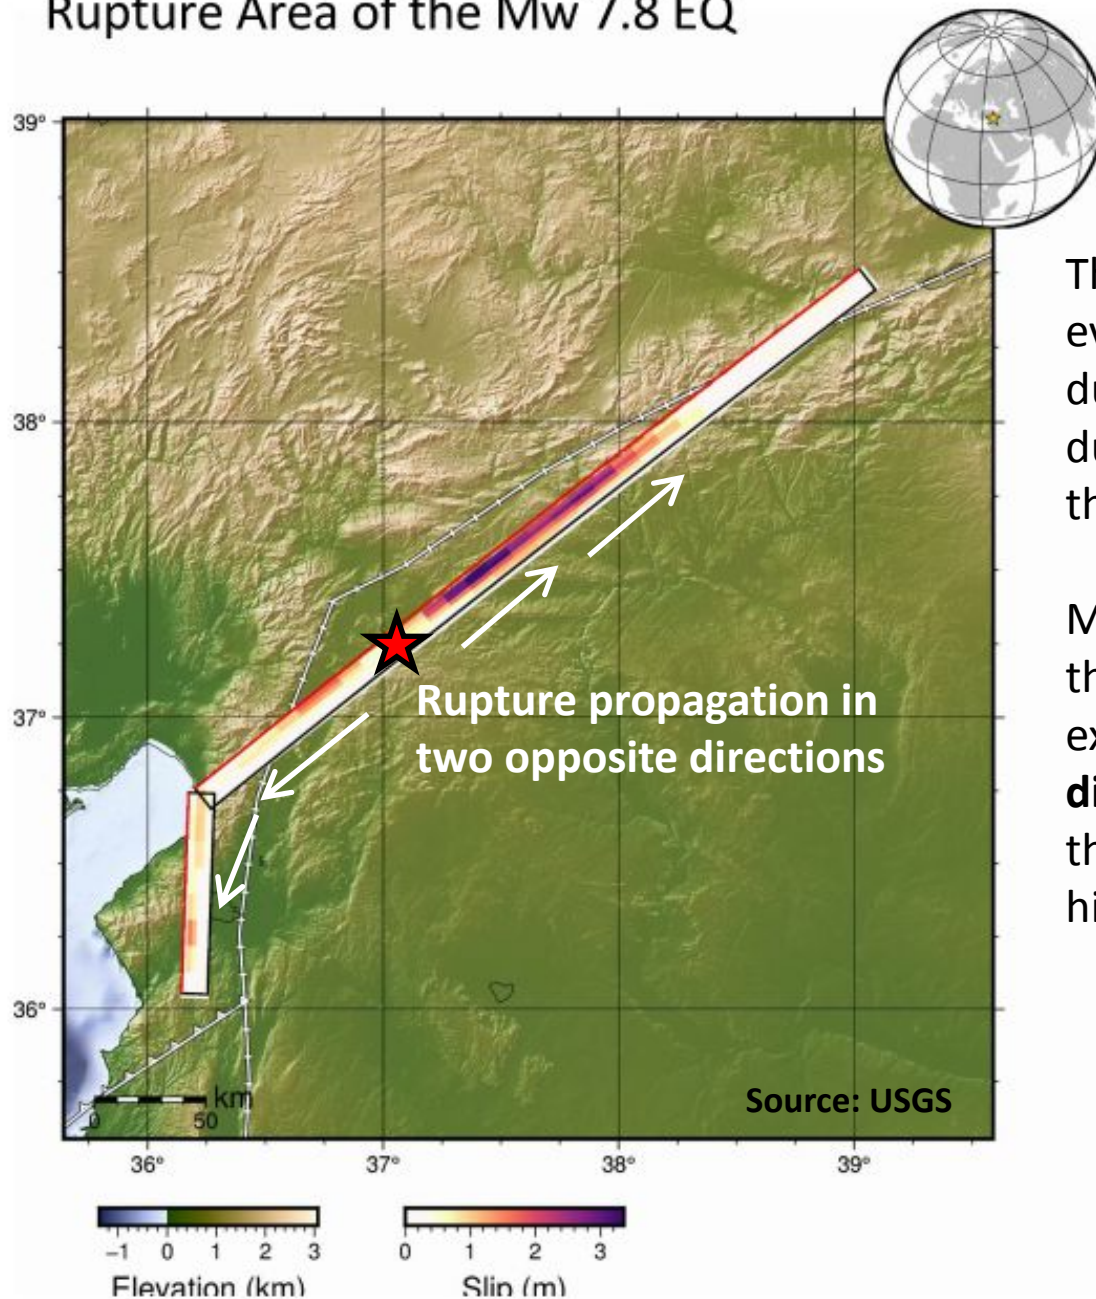 Rupture Area of the Mw 7.8 EQ
39°
38°
37°
36°
Rupture propagation in
two opposite directions
km
0 50
Source: USGS
36° 37° 38° 39°
−1 0 1 2 3
Elevation (km)
0 1 2 3
Slip (m)